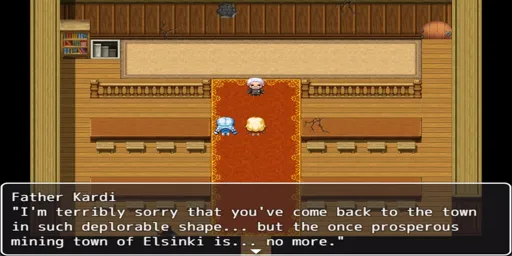 Father Kardi
"I'm terribly sorry that you've come back to the town
in such deplorable shape... but the once prosperous
mining town of Elsinki is... no more."